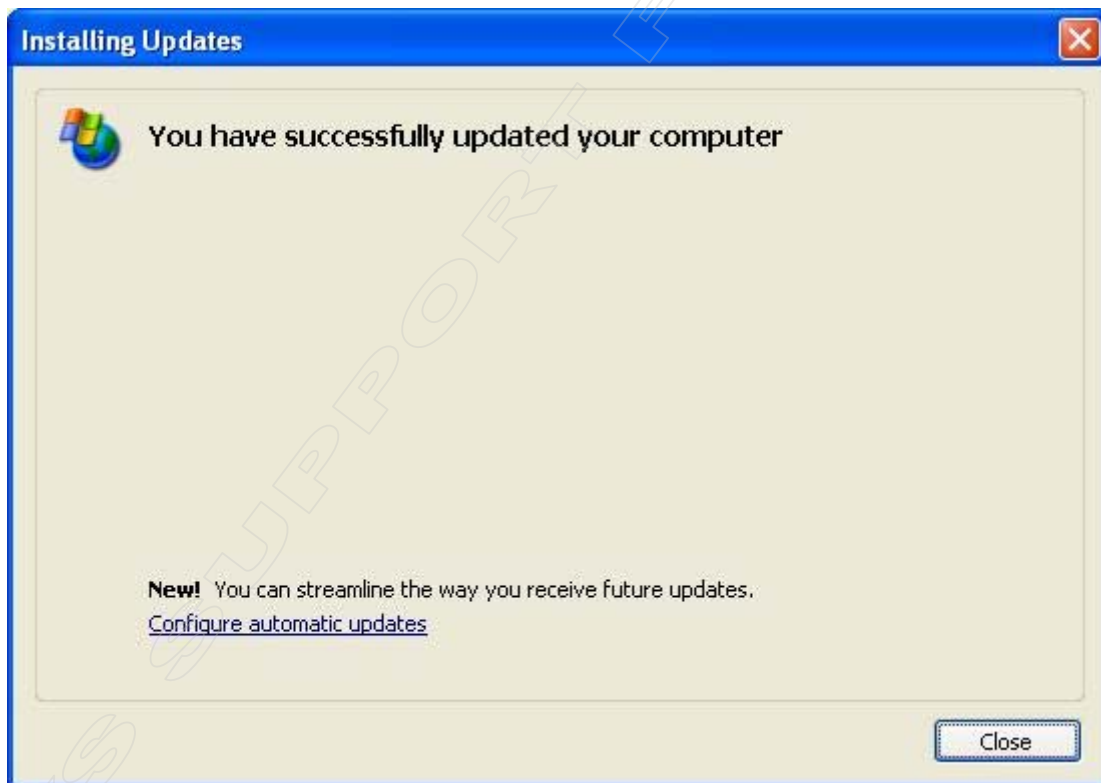 Installing Updates
You have successfully updated your computer
New! You can streamline the way you receive future updates.
Configure automatic updates
Close
S SUPPORT